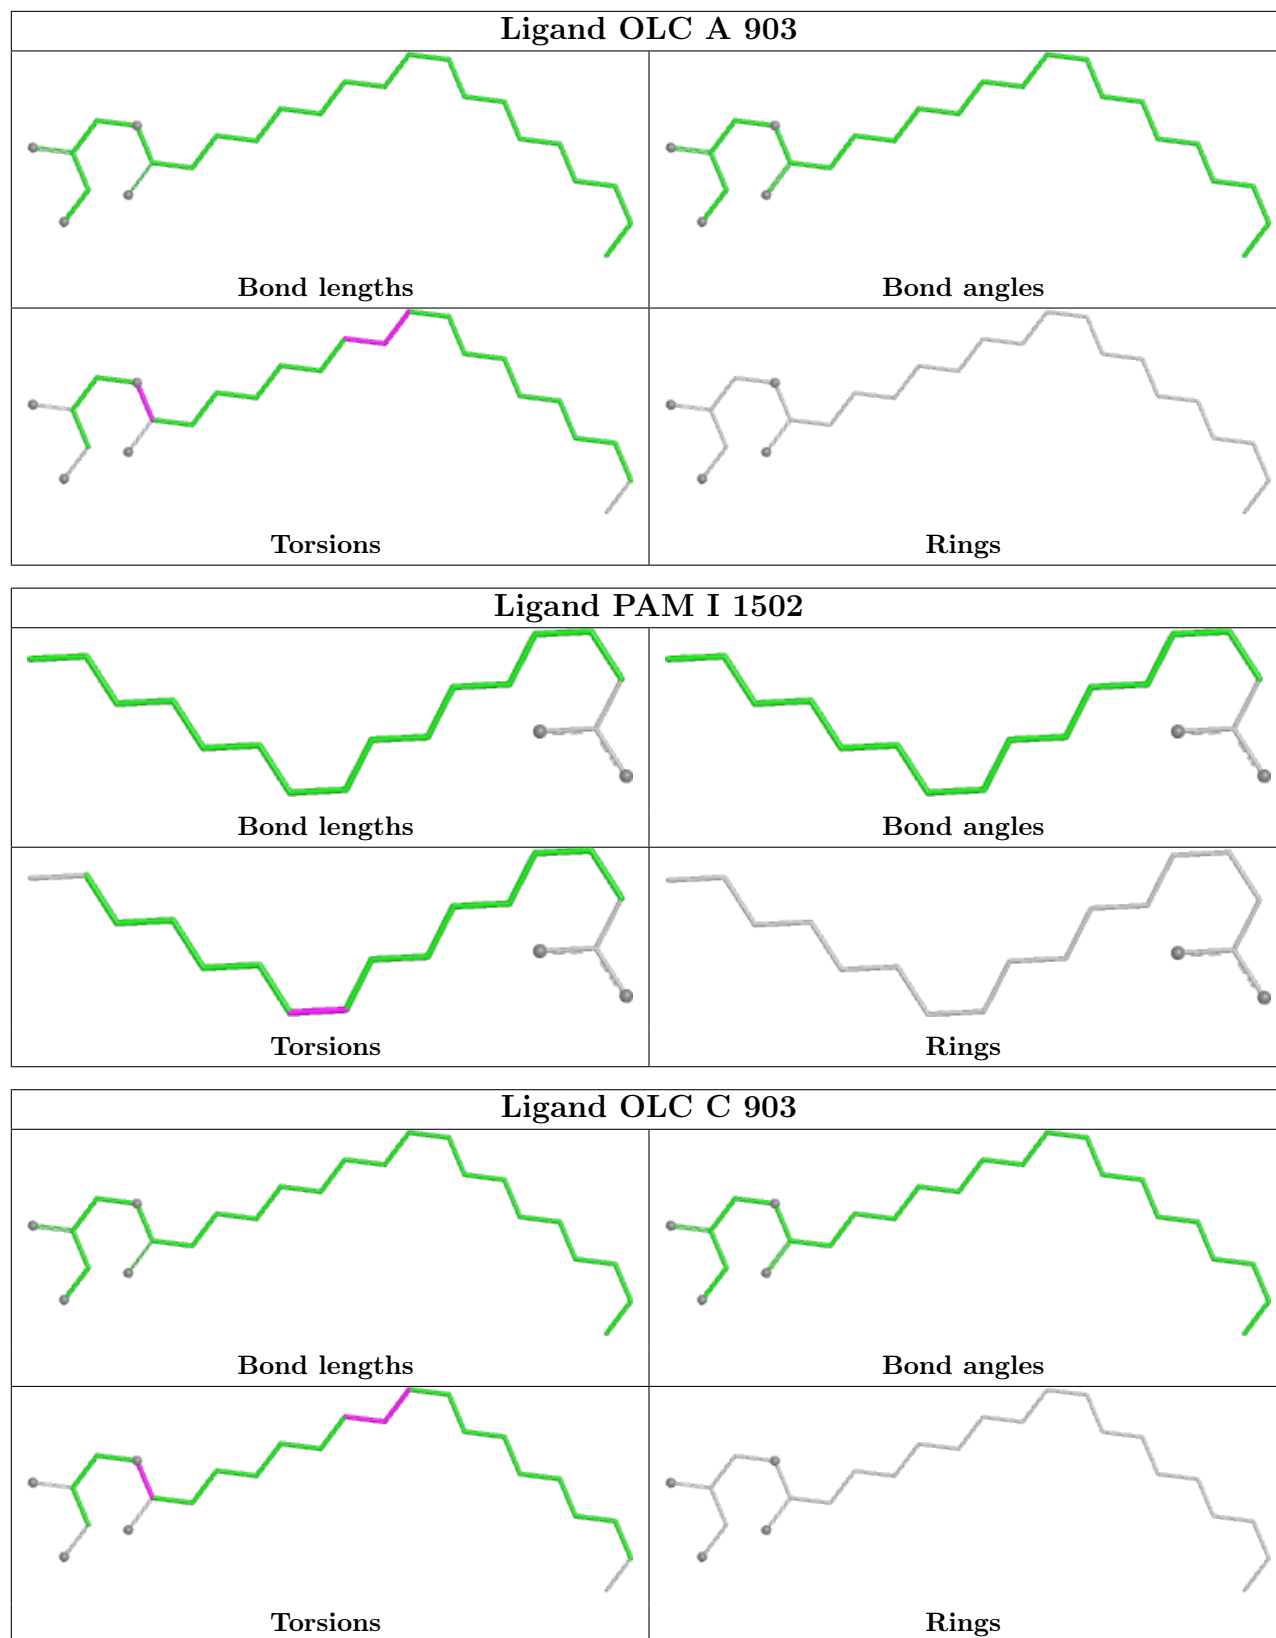 Ligand OLC A 903
Bond lengths
Bond angles
Torsions
Rings
Ligand PAM I 1502
Bond lengths
Bond angles
Torsions
Rings
Ligand OLC C 903
Bond lengths
Bond angles
Torsions
Rings